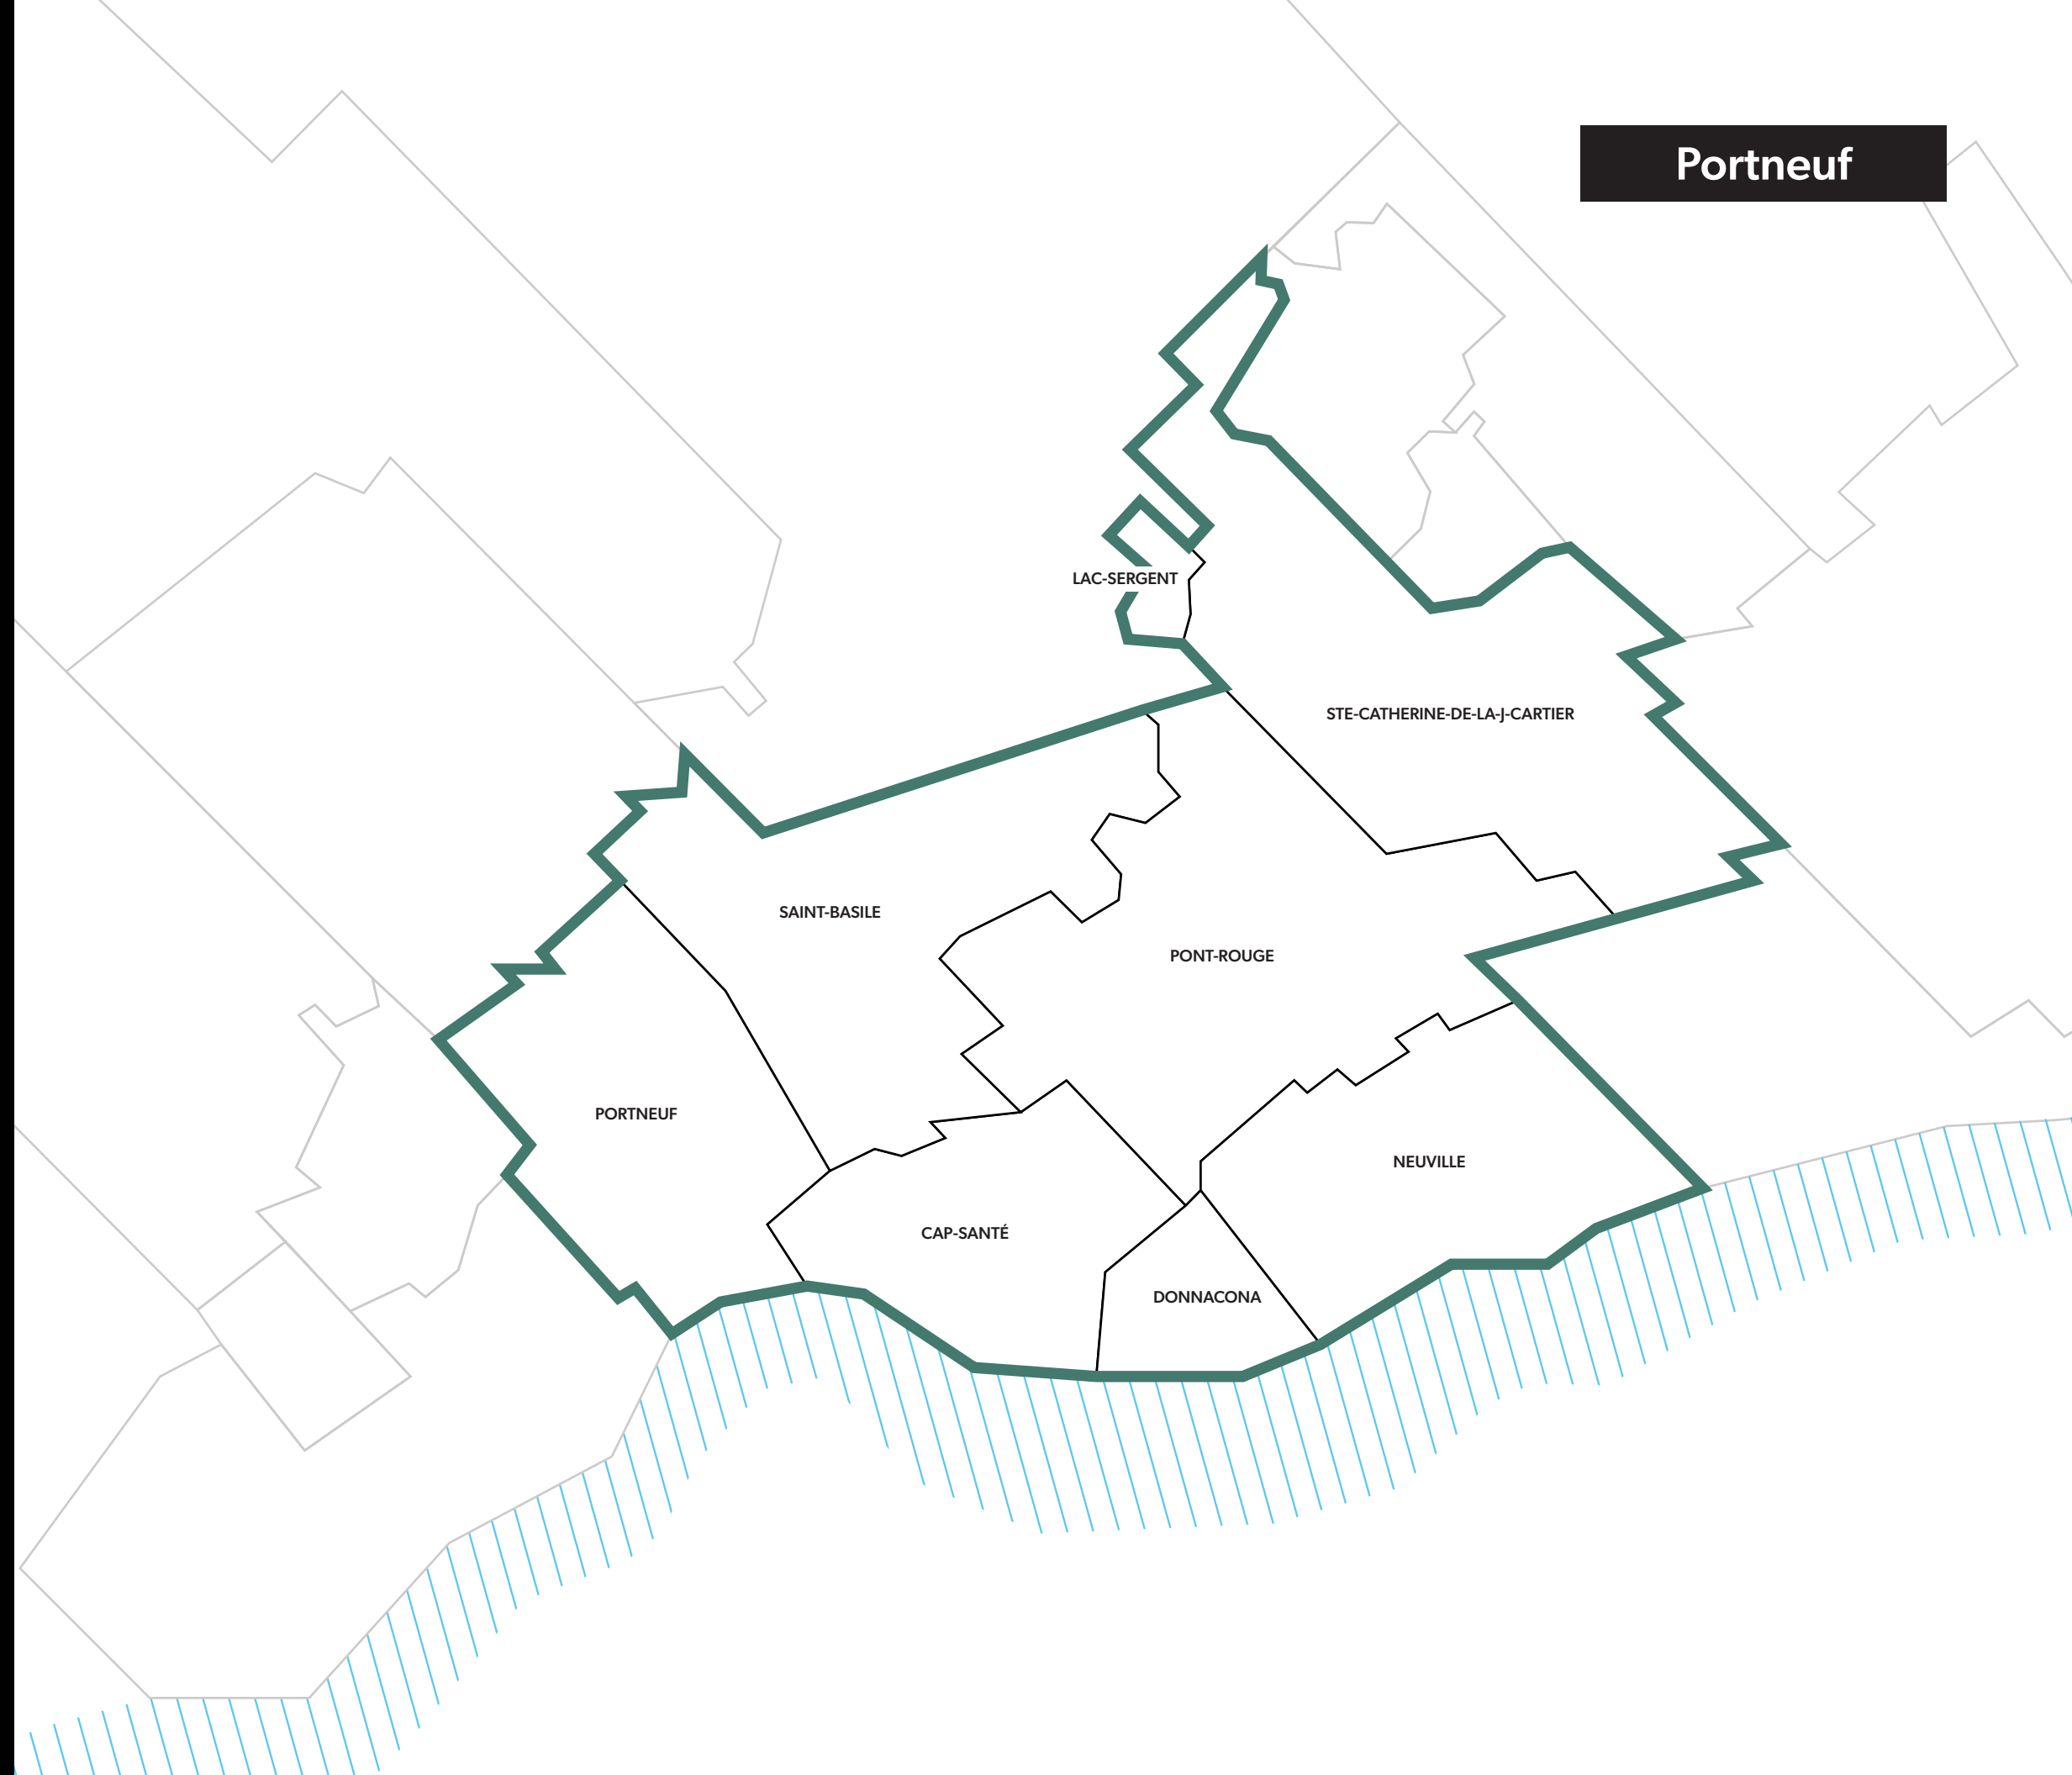 Portneuf
LAC-SERGENT
STE-CATHERINE-DE-LA-J-CARTIER
SAINT-BASILE
PONT-ROUGE
PORTNEUF
NEUVILLE
CAP-SANTÉ
DONNACONA